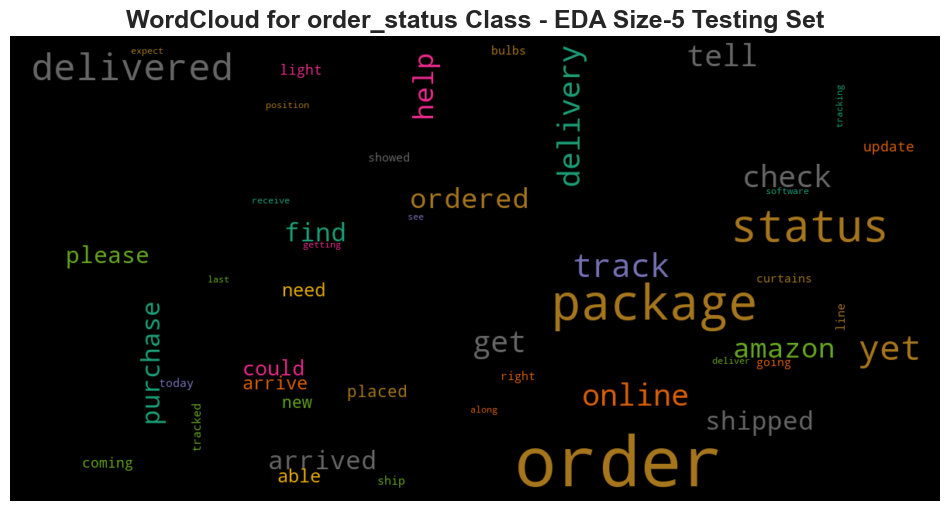 WordCloud for order_status Class - EDA Size-5 Testing Set
expect
bulbs
delivered
light
help
delivery
tell
position
tracking
showed
update
check
software
receive
ordered
see
status
find
getting
please
track
last
need
curtains
package
line
purchase
get
amazon
yet
could
deliver
going
today
arrive
right
placed
online
new
along
tracked
shipped
coming
arrived
able
ship
order